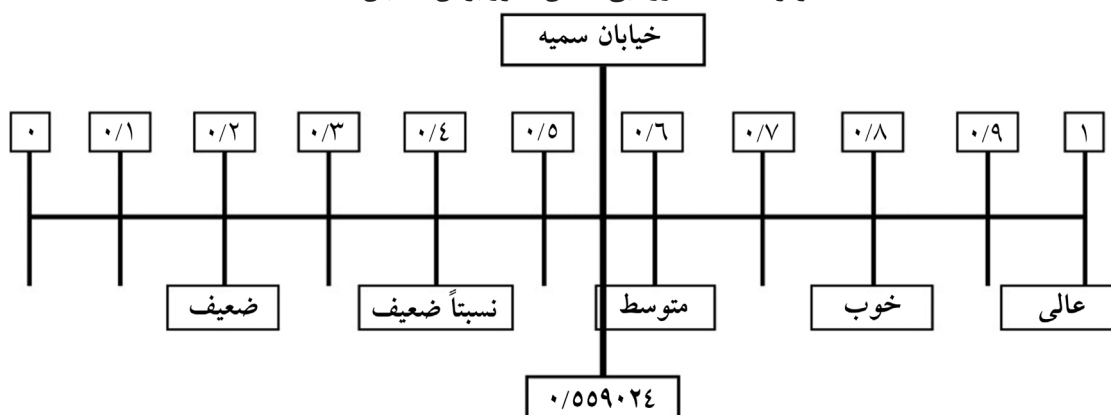 خیابان سمیه
۰
۰/۱
۰/۲
۰/۳
۰/٤
۰/٥
۰/٦
۰/۷
۰/۸
۰/۹
۱
ضعیف
نسبتاً ضعیف
متوسط
خوب
عالی
۰/٥٥۹۰۲٤